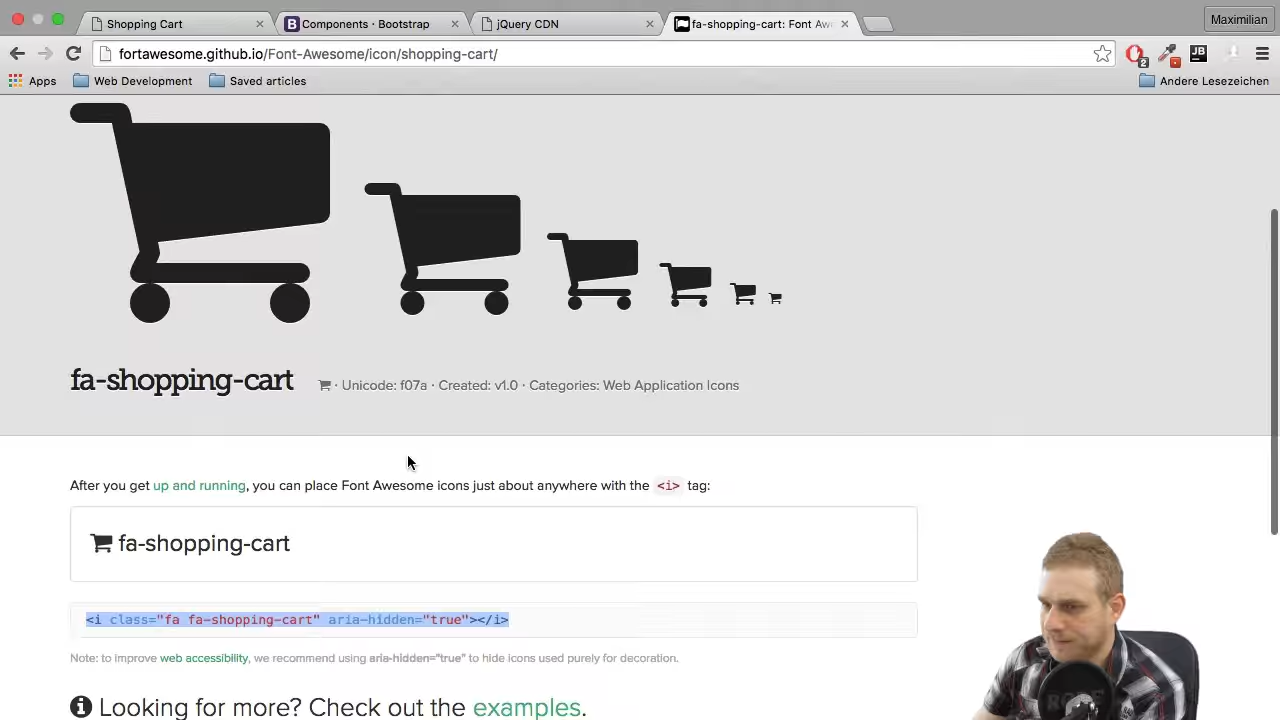 Shopping Cart
Components · Bootstrap
jQuery CDN
fa-shopping-cart: Font Aw
Maximilian
fortawesome.github.io/Font-Awesome/icon/shopping-cart/
2
JB
Apps
Web Development
Saved articles
Andere Lesezeichen
fa-shopping-cart
· Unicode: f07a · Created: v1.0 · Categories: Web Application Icons
After you get up and running, you can place Font Awesome icons just about anywhere with the <i> tag:
fa-shopping-cart
<i class="fa fa-shopping-cart" aria-hidden="true"></i>
Note: to improve web accessibility, we recommend using aria-hidden="true" to hide icons used purely for decoration.
Looking for more? Check out the examples.